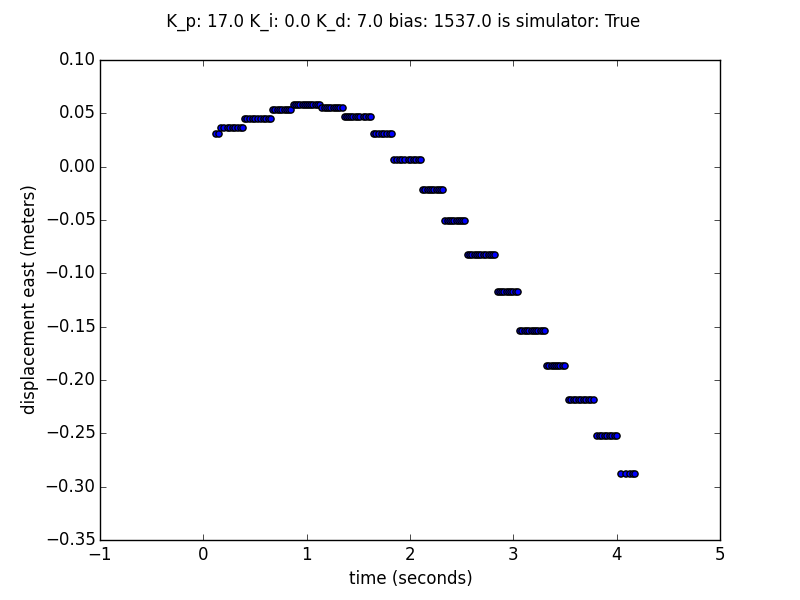 K_p: 17.0 K_i: 0.0 K_d: 7.0 bias: 1537.0 is simulator: True
0.10
0.05
0.00
−0.05
−0.10
−0.15
−0.20
−0.25
−0.30
−0.35
displacement east (meters)
−1 0 1 2 3 4 5
time (seconds)